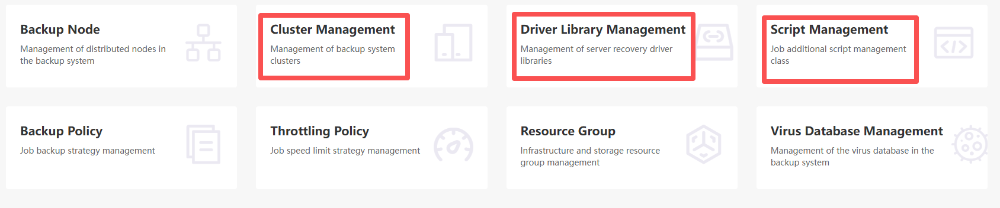 Backup Node
Management of distributed nodes in
the backup system
Cluster Management
Management of backup system
clusters
Driver Library Management
Management of server recovery driver
libraries
Script Management
Job additional script management
class
Backup Policy
Job backup strategy management
Throttling Policy
Job speed limit strategy management
Resource Group
Infrastructure and storage resource
group management
Virus Database Management
Management of the virus database in the
backup system